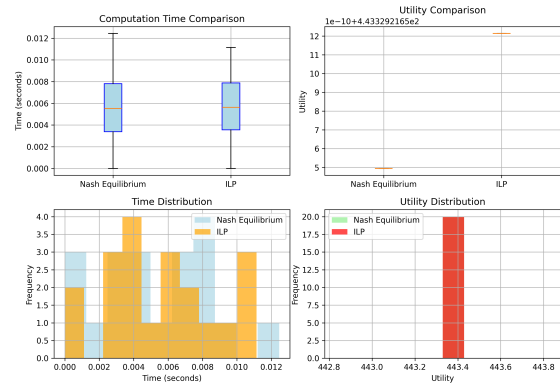 Computation Time Comparison
Time (seconds)
0.012
0.010
0.008
0.006
0.004
0.002
0.000
Nash Equilibrium
ILP
Utility Comparison
1e−10+4.433292165e2
Utility
12
11
10
9
8
7
6
5
Nash Equilibrium
ILP
Time Distribution
Frequency
4.0
3.5
3.0
2.5
2.0
1.5
1.0
0.5
0.0
Nash Equilibrium
ILP
0.000
0.002
0.004
0.006
0.008
0.010
0.012
Time (seconds)
Utility Distribution
Frequency
20.0
17.5
15.0
12.5
10.0
7.5
5.0
2.5
0.0
Nash Equilibrium
ILP
442.8
443.0
443.2
443.4
443.6
443.8
Utility